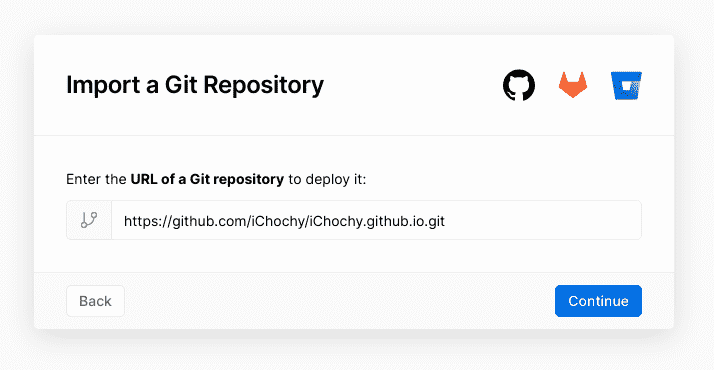 Import a Git Repository
Enter the URL of a Git repository to deploy it:
https://github.com/iChochy/iChochy.github.io.git
Back
Continue